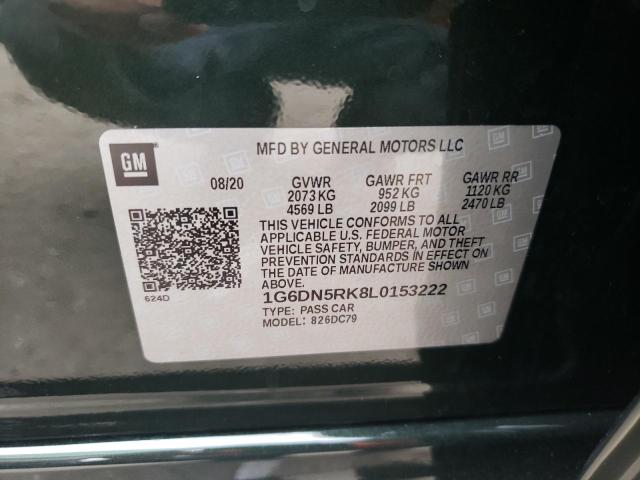 GM
MFD BY GENERAL MOTORS LLC
08/20 GVWR GAWR FRT GAWR RR
2073 KG 952 KG 1120 KG
4569 LB 2099 LB 2470 LB
THIS VEHICLE CONFORMS TO ALL
APPLICABLE U.S. FEDERAL MOTOR
VEHICLE SAFETY, BUMPER, AND THEFT
PREVENTION STANDARDS IN EFFECT ON
THE DATE OF MANUFACTURE SHOWN
ABOVE.
624D
1G6DN5RK8L0153222
TYPE: PASS CAR
MODEL: 826DC79